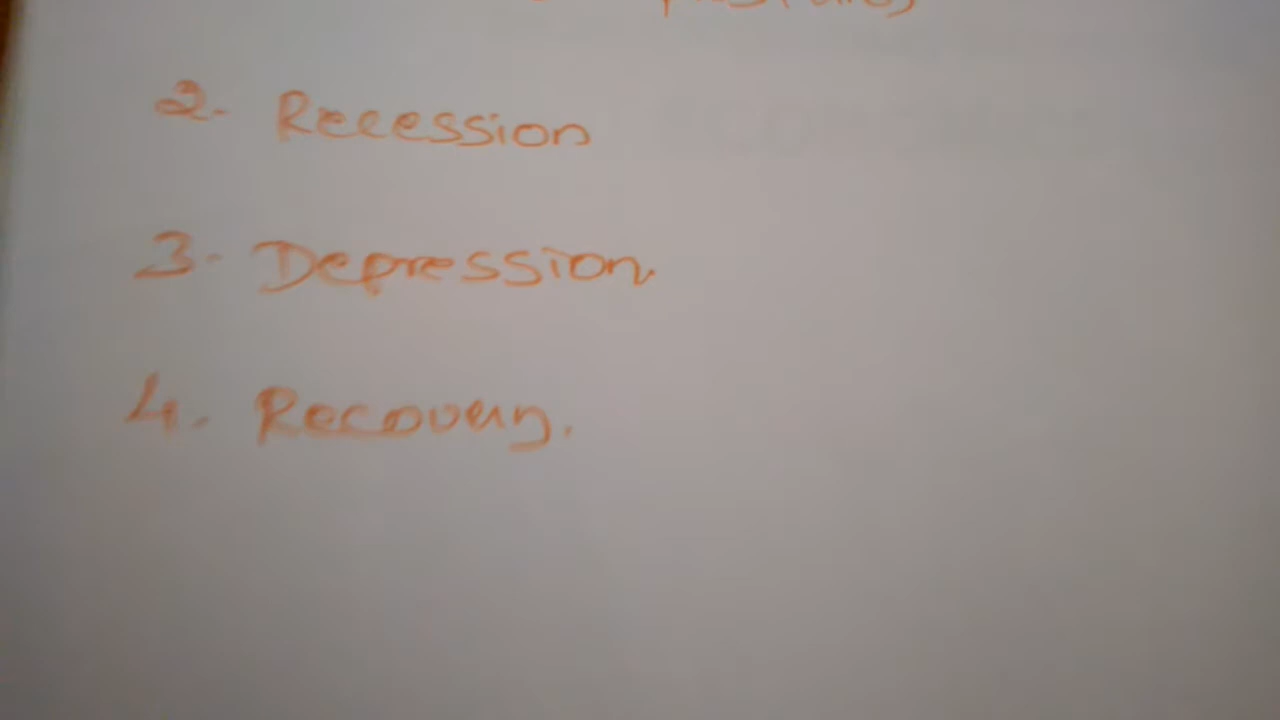 2. Recession
3. Depression.
4. Recovery.